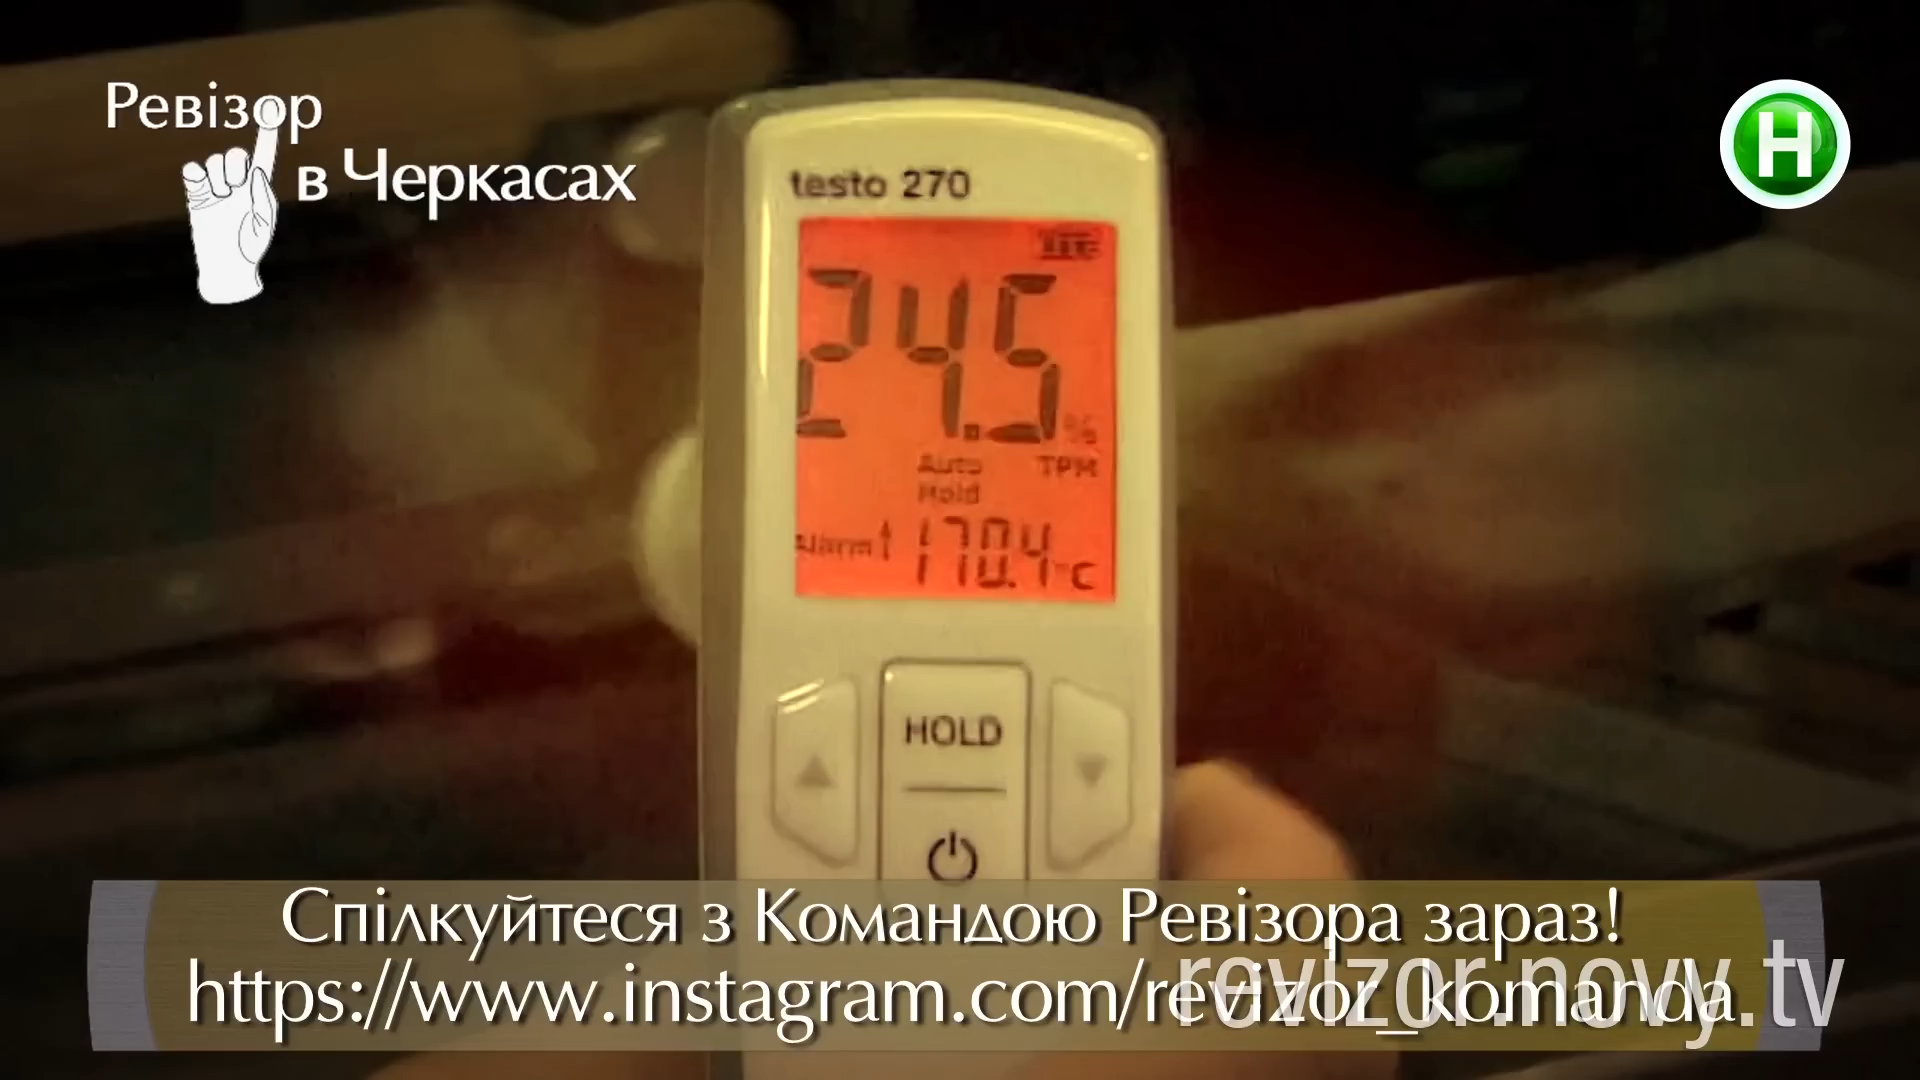 Ревізор
в Черкасах
H
testo 270
24.5 %
Auto TPM
Hold
Alarm ↑ 170.4 °C
HOLD
Спілкуйтеся з Командою Ревізора зараз!
https://www.instagram.com/revizor_komanda
revizor.novy.tv